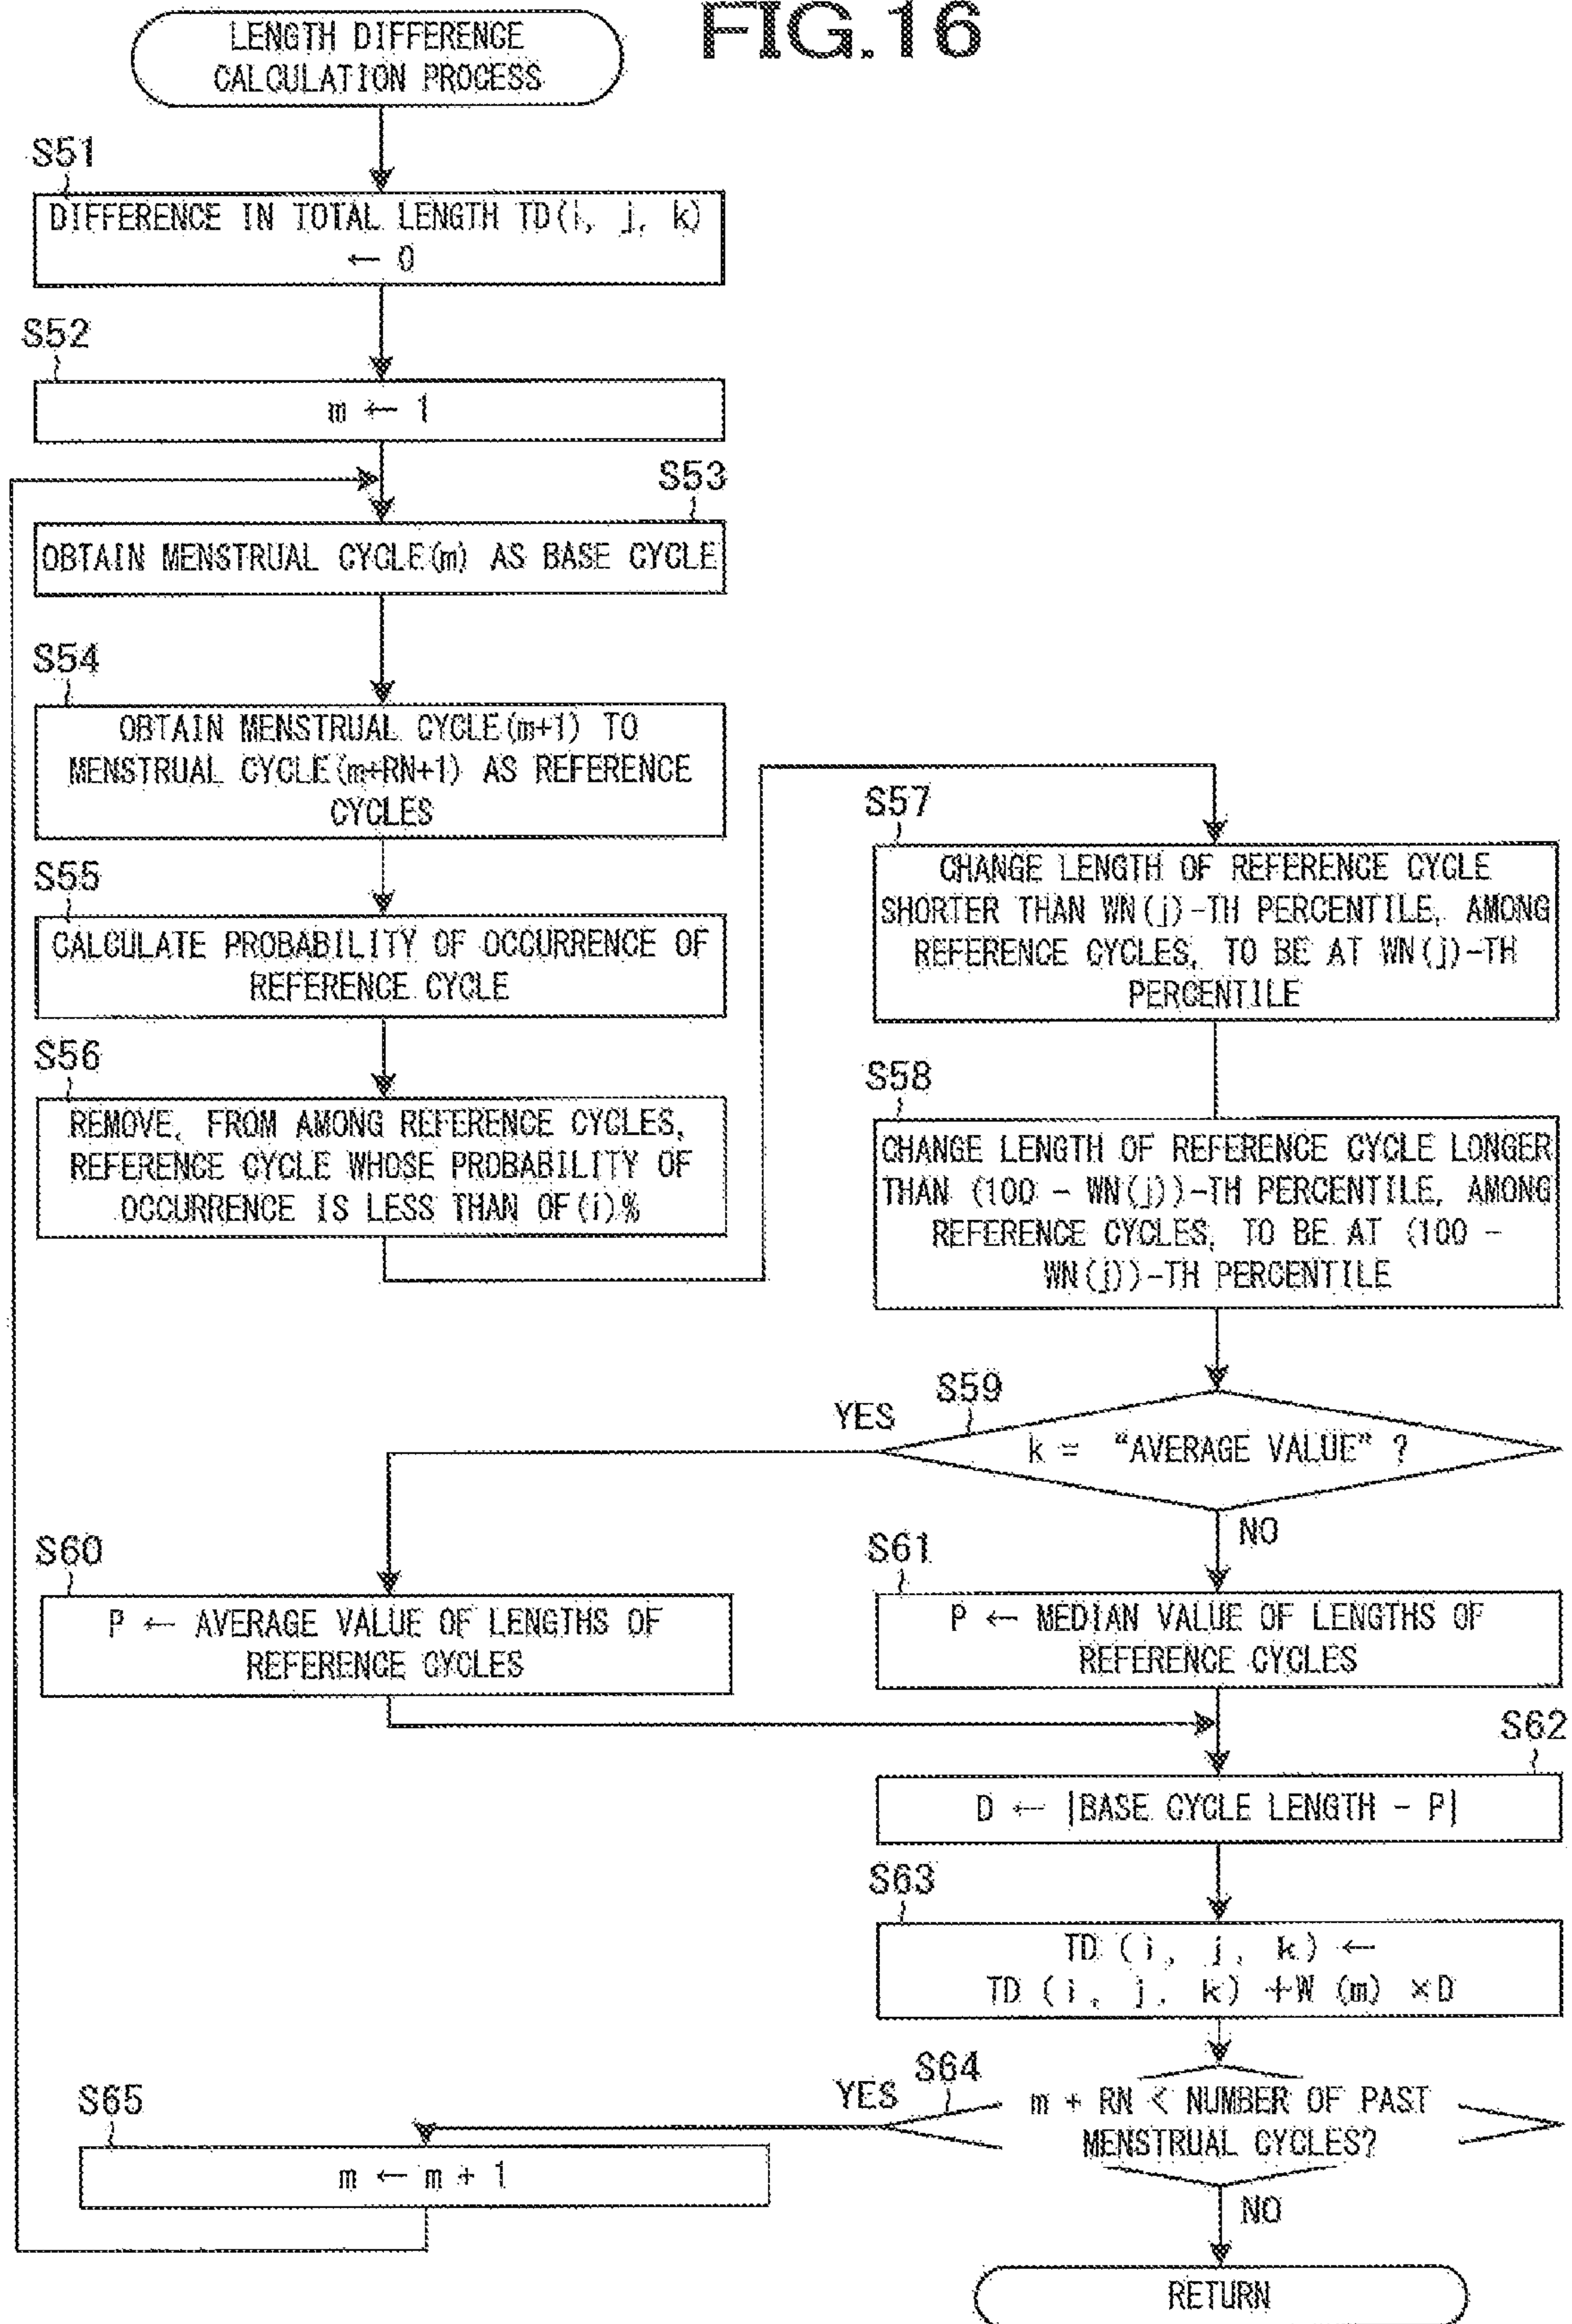 FIG.16
LENGTH DIFFERENCE
CALCULATION PROCESS
S51
DIFFERENCE IN TOTAL LENGTH TD(i, j, k)
← 0
S52
m ← 1
S53
OBTAIN MENSTRUAL CYCLE(m) AS BASE CYCLE
S54
OBTAIN MENSTRUAL CYCLE(m+1) TO
MENSTRUAL CYCLE(m+RN+1) AS REFERENCE
CYCLES
S55
CALCULATE PROBABILITY OF OCCURRENCE OF
REFERENCE CYCLE
S56
REMOVE, FROM AMONG REFERENCE CYCLES,
REFERENCE CYCLE WHOSE PROBABILITY OF
OCCURRENCE IS LESS THAN OF(i)%
S57
CHANGE LENGTH OF REFERENCE CYCLE
SHORTER THAN WN(j)-TH PERCENTILE, AMONG
REFERENCE CYCLES, TO BE AT WN(j)-TH
PERCENTILE
S58
CHANGE LENGTH OF REFERENCE CYCLE LONGER
THAN (100 - WN(j))-TH PERCENTILE, AMONG
REFERENCE CYCLES, TO BE AT (100 -
WN(j))-TH PERCENTILE
S59
k = "AVERAGE VALUE" ?
YES
NO
S60
P ← AVERAGE VALUE OF LENGTHS OF
REFERENCE CYCLES
S61
P ← MEDIAN VALUE OF LENGTHS OF
REFERENCE CYCLES
S62
D ← |BASE CYCLE LENGTH - P|
S63
TD (i, j, k) ←
TD (i, j, k) +W (m) ×D
S64
m + RN < NUMBER OF PAST
MENSTRUAL CYCLES?
YES
NO
S65
m ← m + 1
RETURN